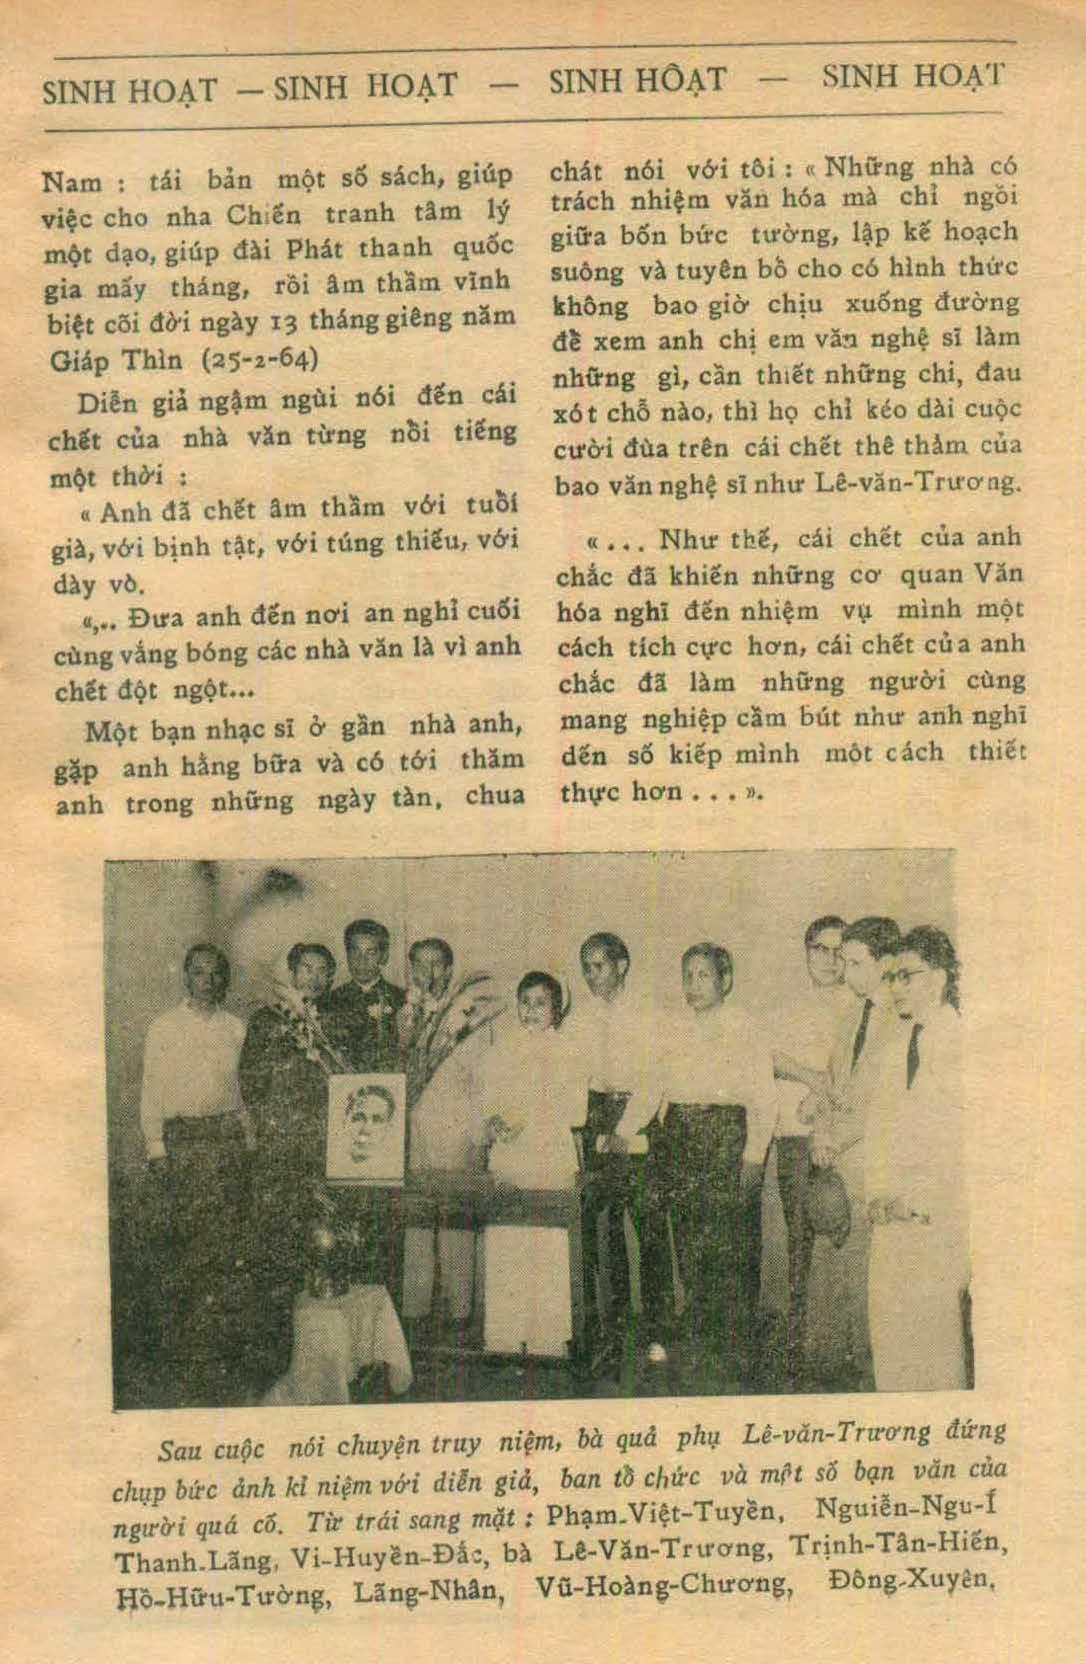 SINH HOẠT — SINH HOẠT — SINH HÔẠT — SINH HOẠT
Nam : tái bản một số sách, giúp
việc cho nha Chiến tranh tâm lý
một dạo, giúp đài Phát thanh quốc
gia mấy tháng, rồi âm thầm vĩnh
biệt cõi đời ngày 13 tháng giêng năm
Giáp Thìn (25-2-64)
Diễn giả ngậm ngùi nói đến cái
chết của nhà văn từng nồi tiếng
một thời :
« Anh đã chết âm thầm với tuồi
già, với bịnh tật, với túng thiếu, với
dày vò.
«,.. Đưa anh đến nơi an nghỉ cuối
cùng vắng bóng các nhà văn là vì anh
chết đột ngột...
Một bạn nhạc sĩ ở gần nhà anh,
gặp anh hằng bữa và có tới thăm
anh trong những ngày tàn, chua
chát nói với tôi : « Những nhà có
trách nhiệm văn hóa mà chỉ ngồi
giữa bốn bức tường, lập kế hoạch
suông và tuyên bồ cho có hình thức
không bao giờ chịu xuống đường
đề xem anh chị em văn nghệ sĩ làm
những gì, cần thiết những chi, đau
xót chỗ nào, thì họ chỉ kéo dài cuộc
cười đùa trên cái chết thê thảm của
bao văn nghệ sĩ như Lê-văn-Trương.
« ... Như thế, cái chết của anh
chắc đã khiến những cơ quan Văn
hóa nghĩ đến nhiệm vụ mình một
cách tích cực hơn, cái chết của anh
chắc đã làm những người cùng
mang nghiệp cầm bút như anh nghĩ
dến số kiếp mình một cách thiết
thực hơn . . . ».
Sau cuộc nói chuyện truy niệm, bà quả phụ Lê-văn-Trương đứng
chụp bức ảnh kỉ niệm với diễn giả, ban tồ chức và một số bạn văn của
người quá cố. Từ trái sang mặt : Phạm-Việt-Tuyền, Nguiễn-Ngu-Í
Thanh-Lãng, Vi-Huyền-Đắc, bà Lê-Văn-Trương, Trịnh-Tân-Hiến,
Hồ-Hữu-Tường, Lãng-Nhân, Vũ-Hoàng-Chương, Đông-Xuyên.